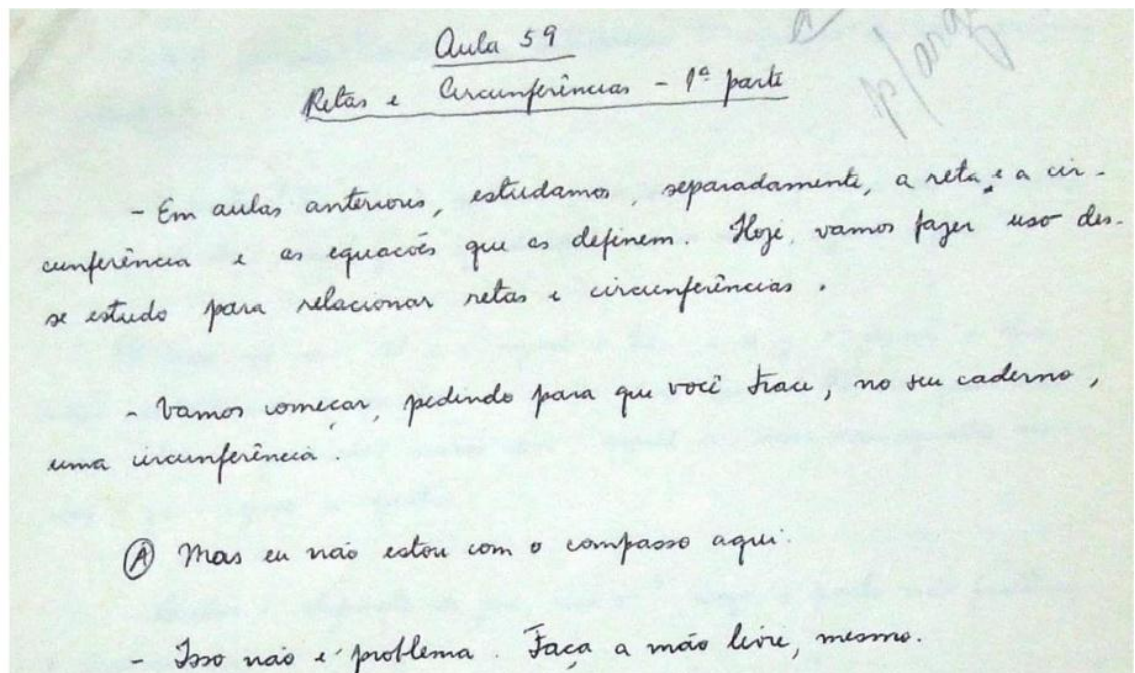 Aula 59
Retas e Circunferências - 1ª parte
- Em aulas anteriores, estudamos, separadamente, a reta e a cir-
cunferência e as equações que as definem. Hoje, vamos fazer uso des-
se estudo para relacionar retas e circunferências.
- Vamos começar, pedindo para que você trace, no seu caderno,
uma circunferência.
Ⓐ Mas eu não estou com o compasso aqui.
- Isso não é problema. Faça a mão livre, mesmo.